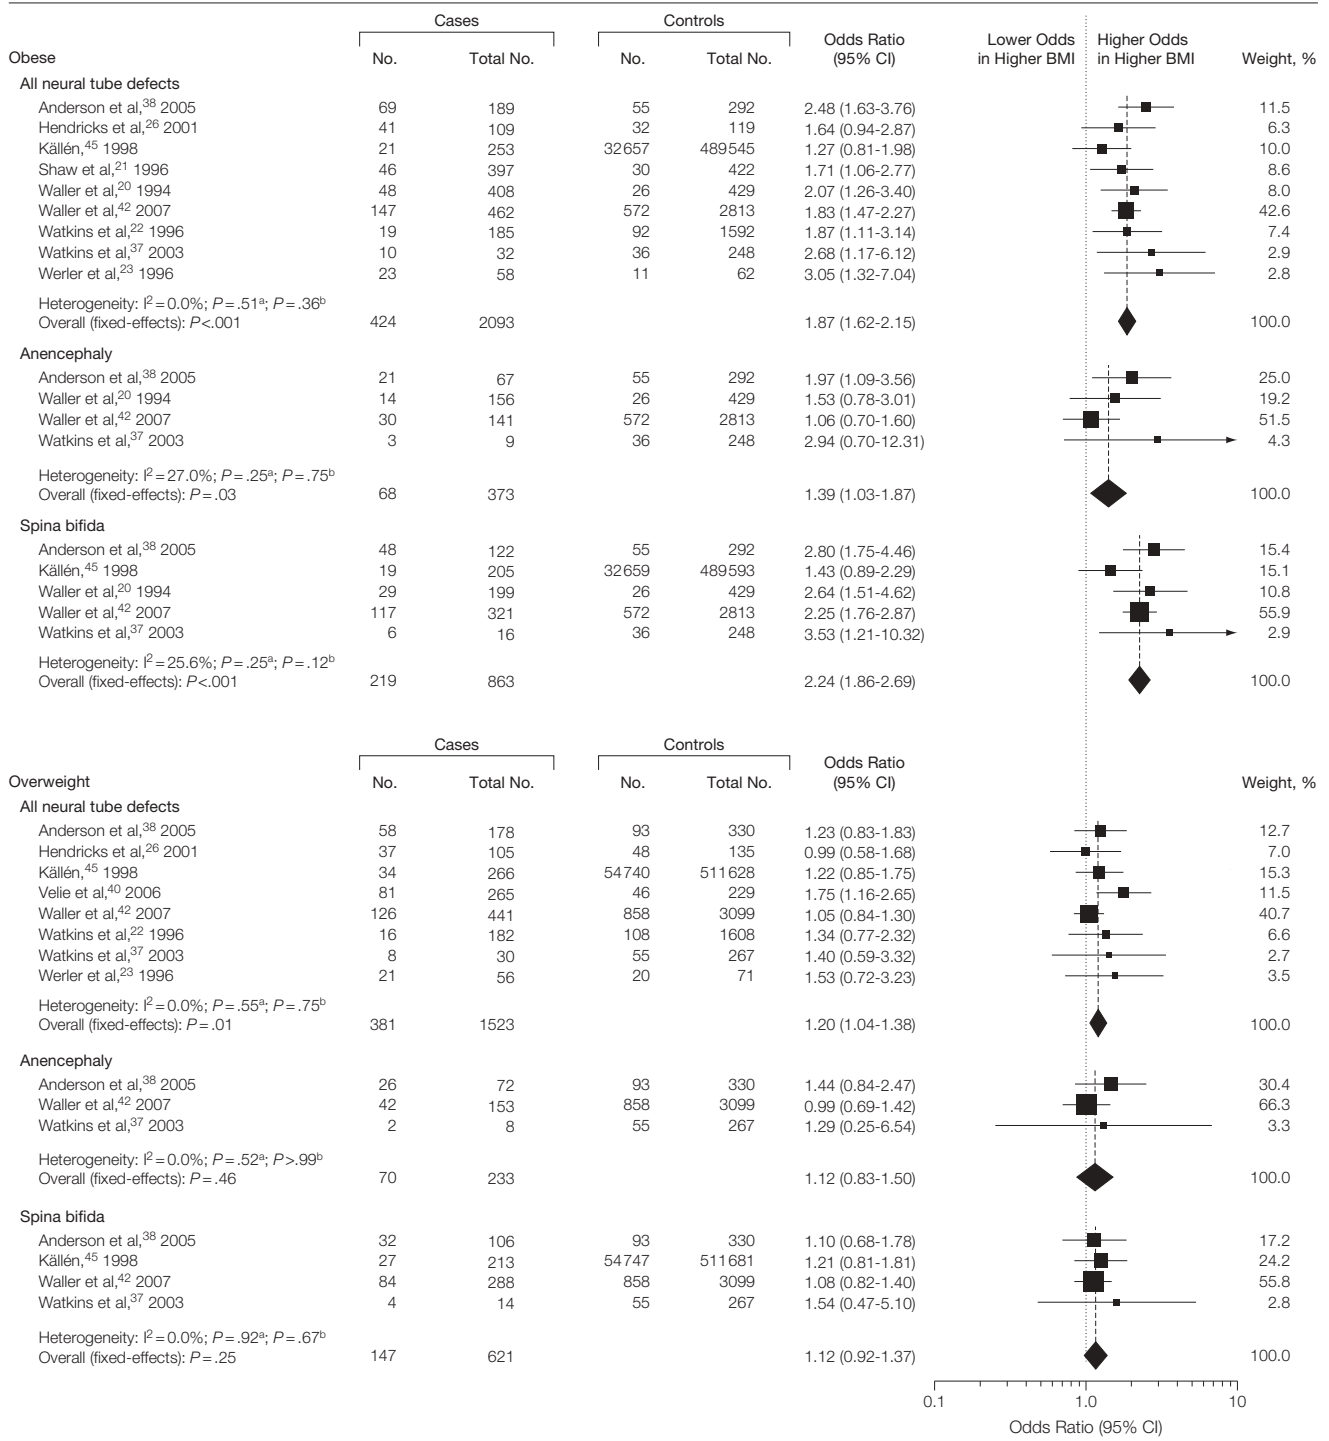 Cases Controls
Obese No. Total No. No. Total No. Odds Ratio (95% CI) Lower Odds in Higher BMI Higher Odds in Higher BMI Weight, %
All neural tube defects
Anderson et al,38 2005 69 189 55 292 2.48 (1.63-3.76) 11.5
Hendricks et al,26 2001 41 109 32 119 1.64 (0.94-2.87) 6.3
Källén,45 1998 21 253 32657 489545 1.27 (0.81-1.98) 10.0
Shaw et al,21 1996 46 397 30 422 1.71 (1.06-2.77) 8.6
Waller et al,20 1994 48 408 26 429 2.07 (1.26-3.40) 8.0
Waller et al,42 2007 147 462 572 2813 1.83 (1.47-2.27) 42.6
Watkins et al,22 1996 19 185 92 1592 1.87 (1.11-3.14) 7.4
Watkins et al,37 2003 10 32 36 248 2.68 (1.17-6.12) 2.9
Werler et al,23 1996 23 58 11 62 3.05 (1.32-7.04) 2.8
Heterogeneity: I2 = 0.0%; P = .51a; P = .36b
Overall (fixed-effects): P<.001 424 2093 1.87 (1.62-2.15) 100.0
Anencephaly
Anderson et al,38 2005 21 67 55 292 1.97 (1.09-3.56) 25.0
Waller et al,20 1994 14 156 26 429 1.53 (0.78-3.01) 19.2
Waller et al,42 2007 30 141 572 2813 1.06 (0.70-1.60) 51.5
Watkins et al,37 2003 3 9 36 248 2.94 (0.70-12.31) 4.3
Heterogeneity: I2 = 27.0%; P = .25a; P = .75b
Overall (fixed-effects): P = .03 68 373 1.39 (1.03-1.87) 100.0
Spina bifida
Anderson et al,38 2005 48 122 55 292 2.80 (1.75-4.46) 15.4
Källén,45 1998 19 205 32659 489593 1.43 (0.89-2.29) 15.1
Waller et al,20 1994 29 199 26 429 2.64 (1.51-4.62) 10.8
Waller et al,42 2007 117 321 572 2813 2.25 (1.76-2.87) 55.9
Watkins et al,37 2003 6 16 36 248 3.53 (1.21-10.32) 2.9
Heterogeneity: I2 = 25.6%; P = .25a; P = .12b
Overall (fixed-effects): P<.001 219 863 2.24 (1.86-2.69) 100.0
Cases Controls
Overweight No. Total No. No. Total No. Odds Ratio (95% CI) Weight, %
All neural tube defects
Anderson et al,38 2005 58 178 93 330 1.23 (0.83-1.83) 12.7
Hendricks et al,26 2001 37 105 48 135 0.99 (0.58-1.68) 7.0
Källén,45 1998 34 266 54740 511628 1.22 (0.85-1.75) 15.3
Velie et al,40 2006 81 265 46 229 1.75 (1.16-2.65) 11.5
Waller et al,42 2007 126 441 858 3099 1.05 (0.84-1.30) 40.7
Watkins et al,22 1996 16 182 108 1608 1.34 (0.77-2.32) 6.6
Watkins et al,37 2003 8 30 55 267 1.40 (0.59-3.32) 2.7
Werler et al,23 1996 21 56 20 71 1.53 (0.72-3.23) 3.5
Heterogeneity: I2 = 0.0%; P = .55a; P = .75b
Overall (fixed-effects): P = .01 381 1523 1.20 (1.04-1.38) 100.0
Anencephaly
Anderson et al,38 2005 26 72 93 330 1.44 (0.84-2.47) 30.4
Waller et al,42 2007 42 153 858 3099 0.99 (0.69-1.42) 66.3
Watkins et al,37 2003 2 8 55 267 1.29 (0.25-6.54) 3.3
Heterogeneity: I2 = 0.0%; P = .52a; P>.99b
Overall (fixed-effects): P = .46 70 233 1.12 (0.83-1.50) 100.0
Spina bifida
Anderson et al,38 2005 32 106 93 330 1.10 (0.68-1.78) 17.2
Källén,45 1998 27 213 54747 511681 1.21 (0.81-1.81) 24.2
Waller et al,42 2007 84 288 858 3099 1.08 (0.82-1.40) 55.8
Watkins et al,37 2003 4 14 55 267 1.54 (0.47-5.10) 2.8
Heterogeneity: I2 = 0.0%; P = .92a; P = .67b
Overall (fixed-effects): P = .25 147 621 1.12 (0.92-1.37) 100.0
0.1 1.0 10
Odds Ratio (95% CI)